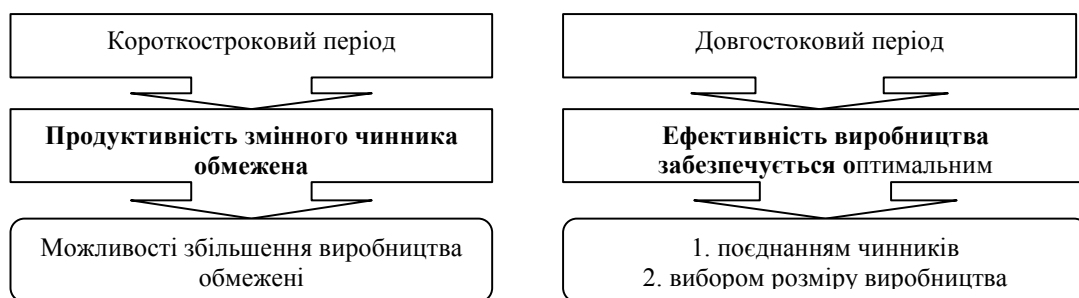 Короткостроковий період
Продуктивність змінного чинника
обмежена
Можливості збільшення виробництва
обмежені
Довгостоковий період
Ефективність виробництва
забезпечується оптимальним
1. поєднанням чинників
2. вибором розміру виробництва